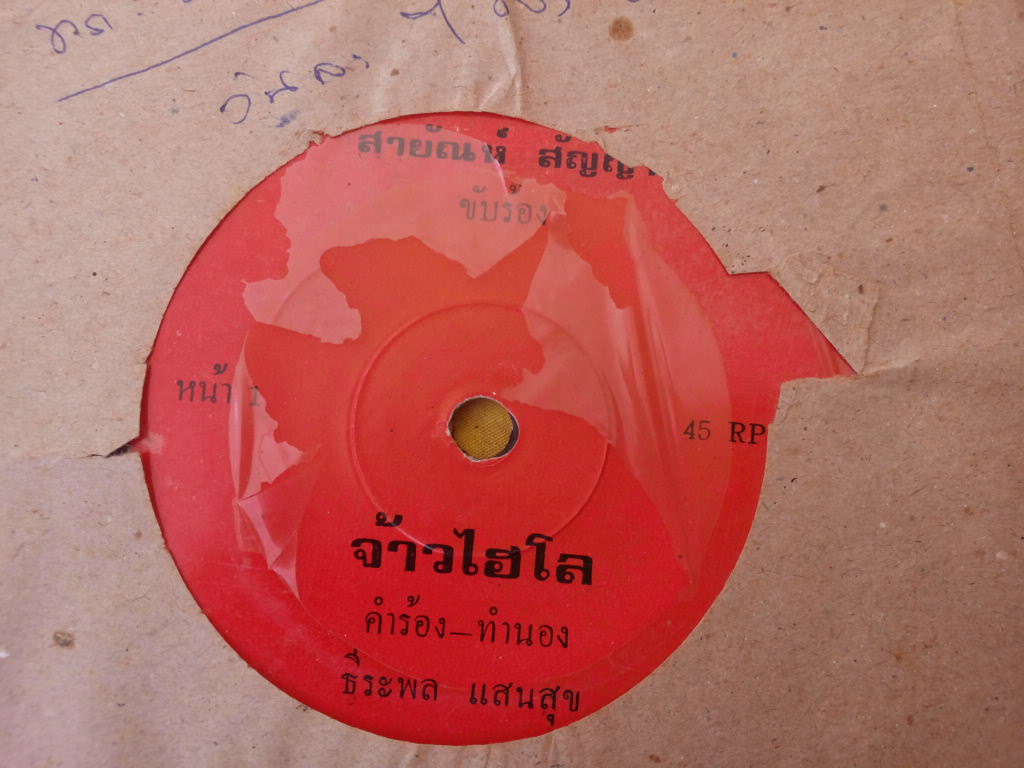 สายัณห์ สัญญา
ขับร้อง
หน้า 1
45 RP
จ้าวไฮโล
คำร้อง–ทำนอง
ธีระพล แสนสุข